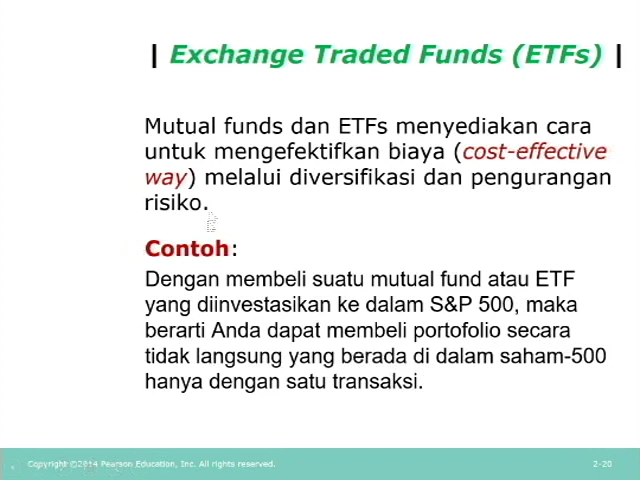 | Exchange Traded Funds (ETFs) |
Mutual funds dan ETFs menyediakan cara
untuk mengefektifkan biaya (cost-effective
way) melalui diversifikasi dan pengurangan
risiko.
Contoh:
Dengan membeli suatu mutual fund atau ETF
yang diinvestasikan ke dalam S&P 500, maka
berarti Anda dapat membeli portofolio secara
tidak langsung yang berada di dalam saham-500
hanya dengan satu transaksi.
Copyright ©2014 Pearson Education, Inc. All rights reserved.
2-20